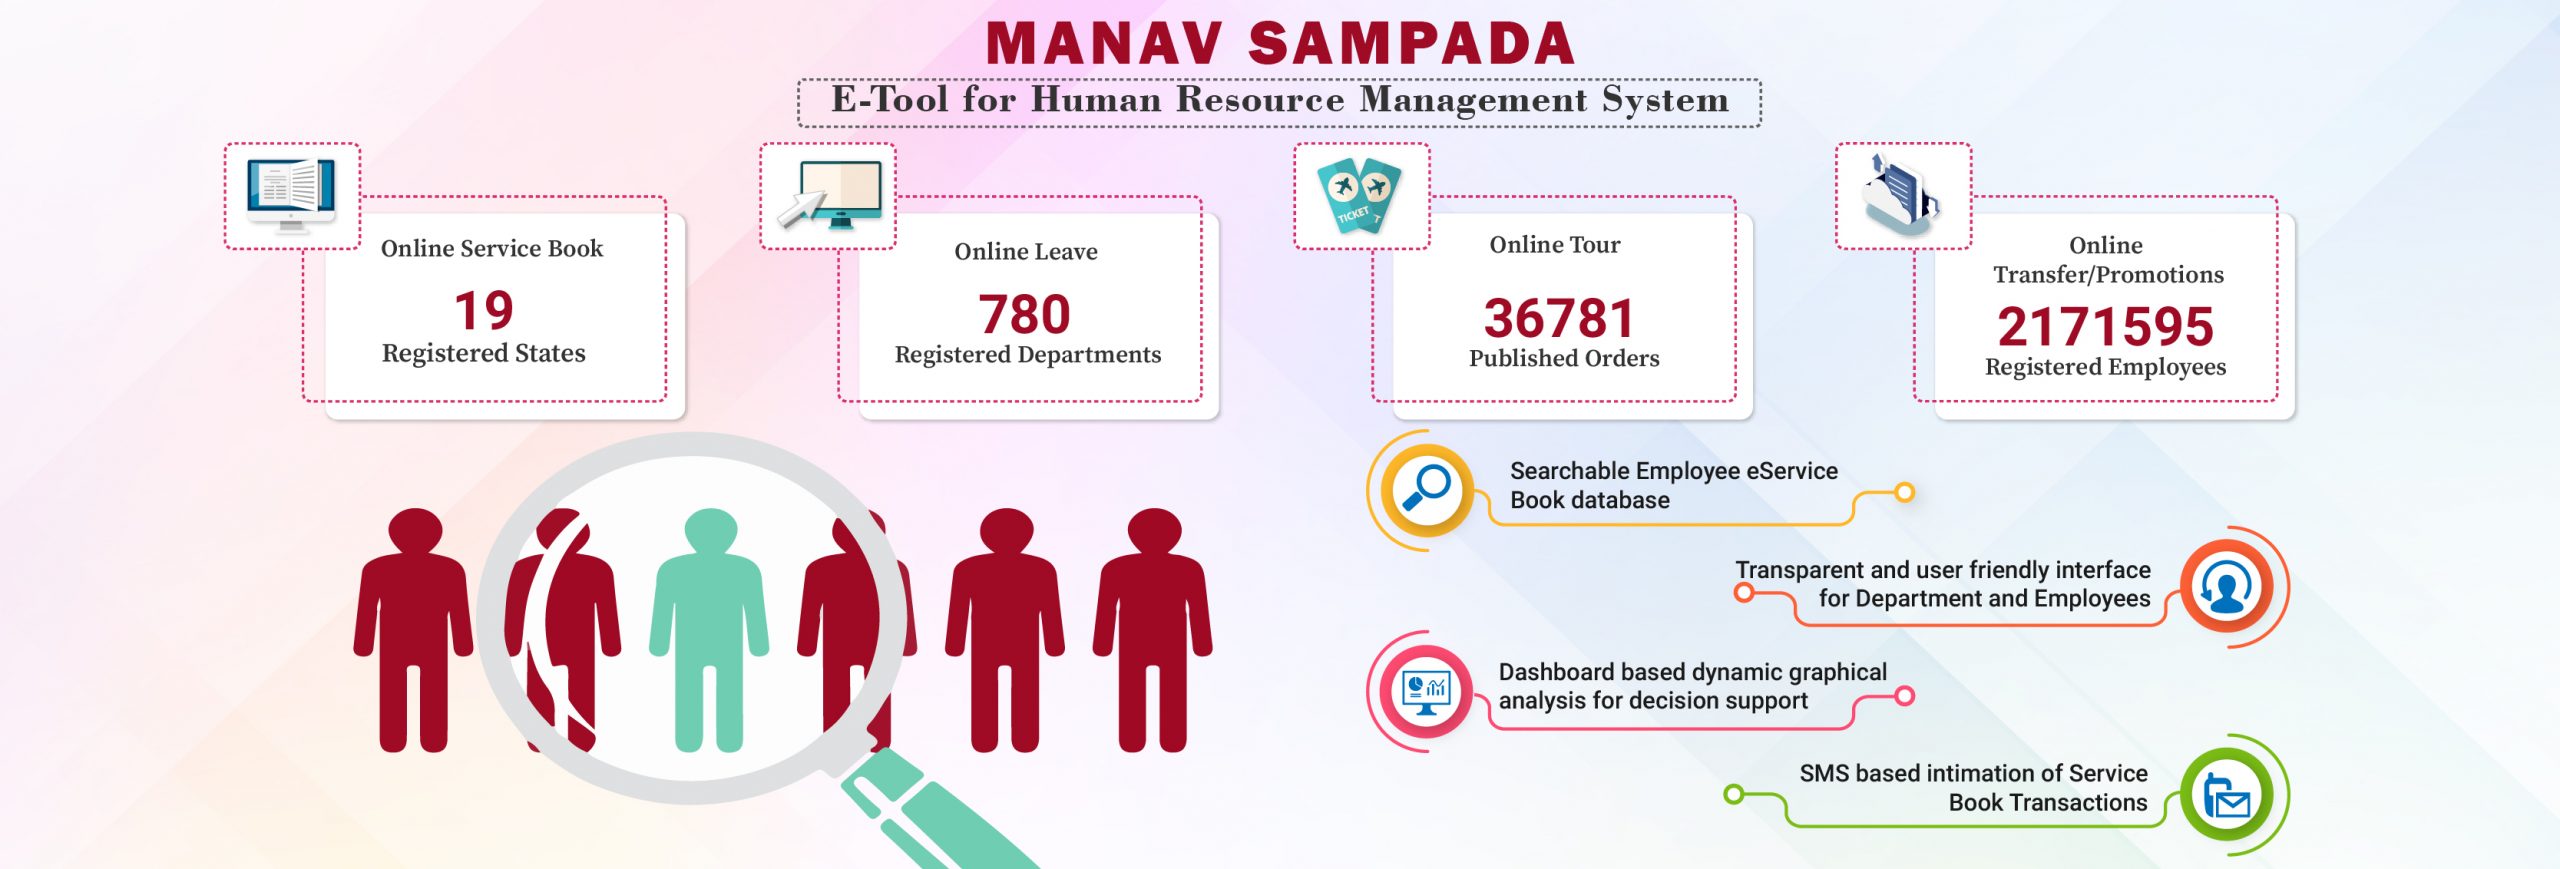 MANAV SAMPADA
E-Tool for Human Resource Management System
Online Service Book
19
Registered States
Online Leave
780
Registered Departments
TICKET
T
Online Tour
36781
Published Orders
Online
Transfer/Promotions
2171595
Registered Employees
Searchable Employee eService
Book database
Transparent and user friendly interface
for Department and Employees
Dashboard based dynamic graphical
analysis for decision support
SMS based intimation of Service
Book Transactions